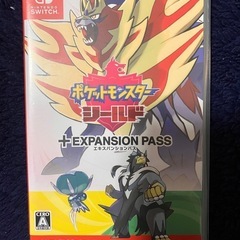 NINTENDO
SWITCH
ポケットモンスター
シールド
+ EXPANSION PASS
エキスパンションパス
CERO
A